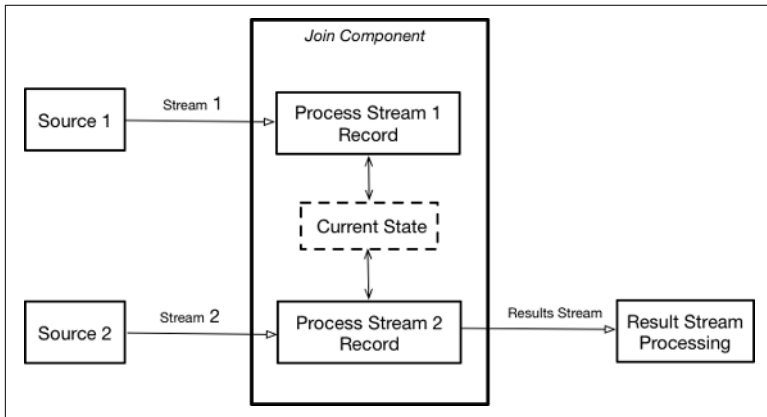 Join Component
Stream 1
Source 1
Process Stream 1
Record
Current State
Stream 2
Source 2
Process Stream 2
Record
Results Stream
Result Stream
Processing